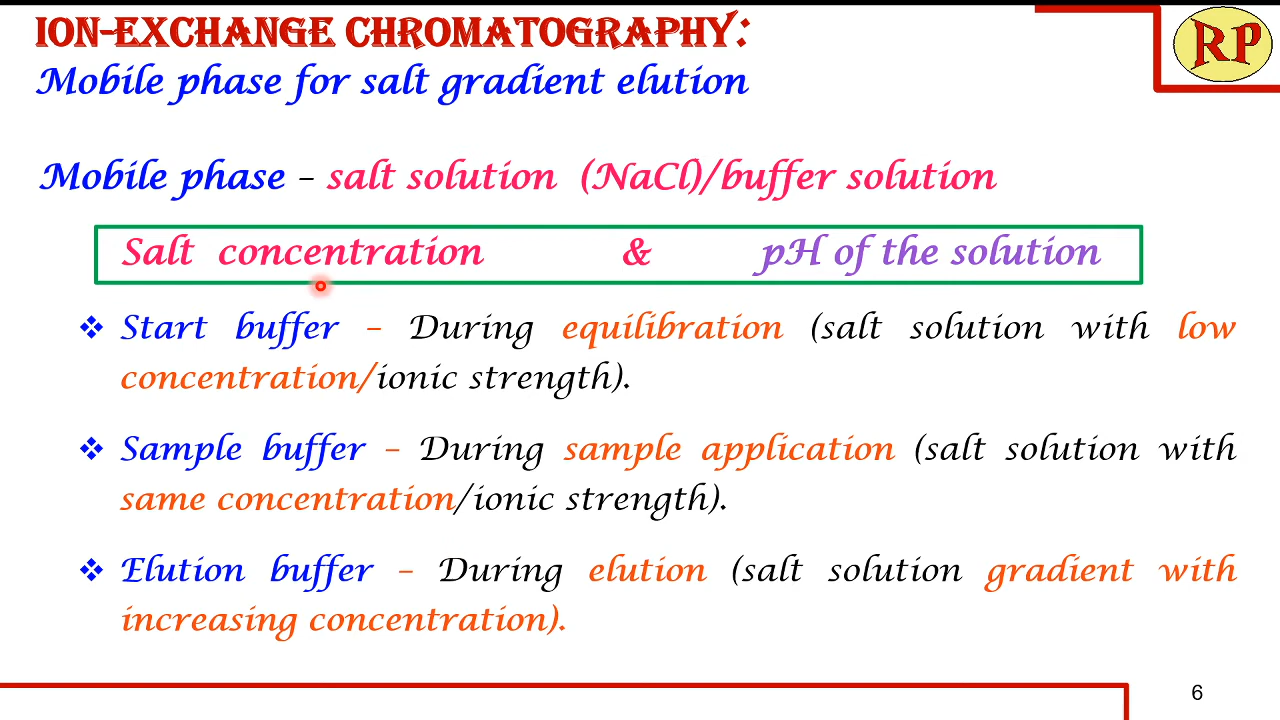 ION-EXCHANGE CHROMATOGRAPHY:
RP
Mobile phase for salt gradient elution
Mobile phase – salt solution (NaCl)/buffer solution
Salt concentration & pH of the solution
❖ Start buffer – During equilibration (salt solution with low
concentration/ionic strength).
❖ Sample buffer – During sample application (salt solution with
same concentration/ionic strength).
❖ Elution buffer – During elution (salt solution gradient with
increasing concentration).
6